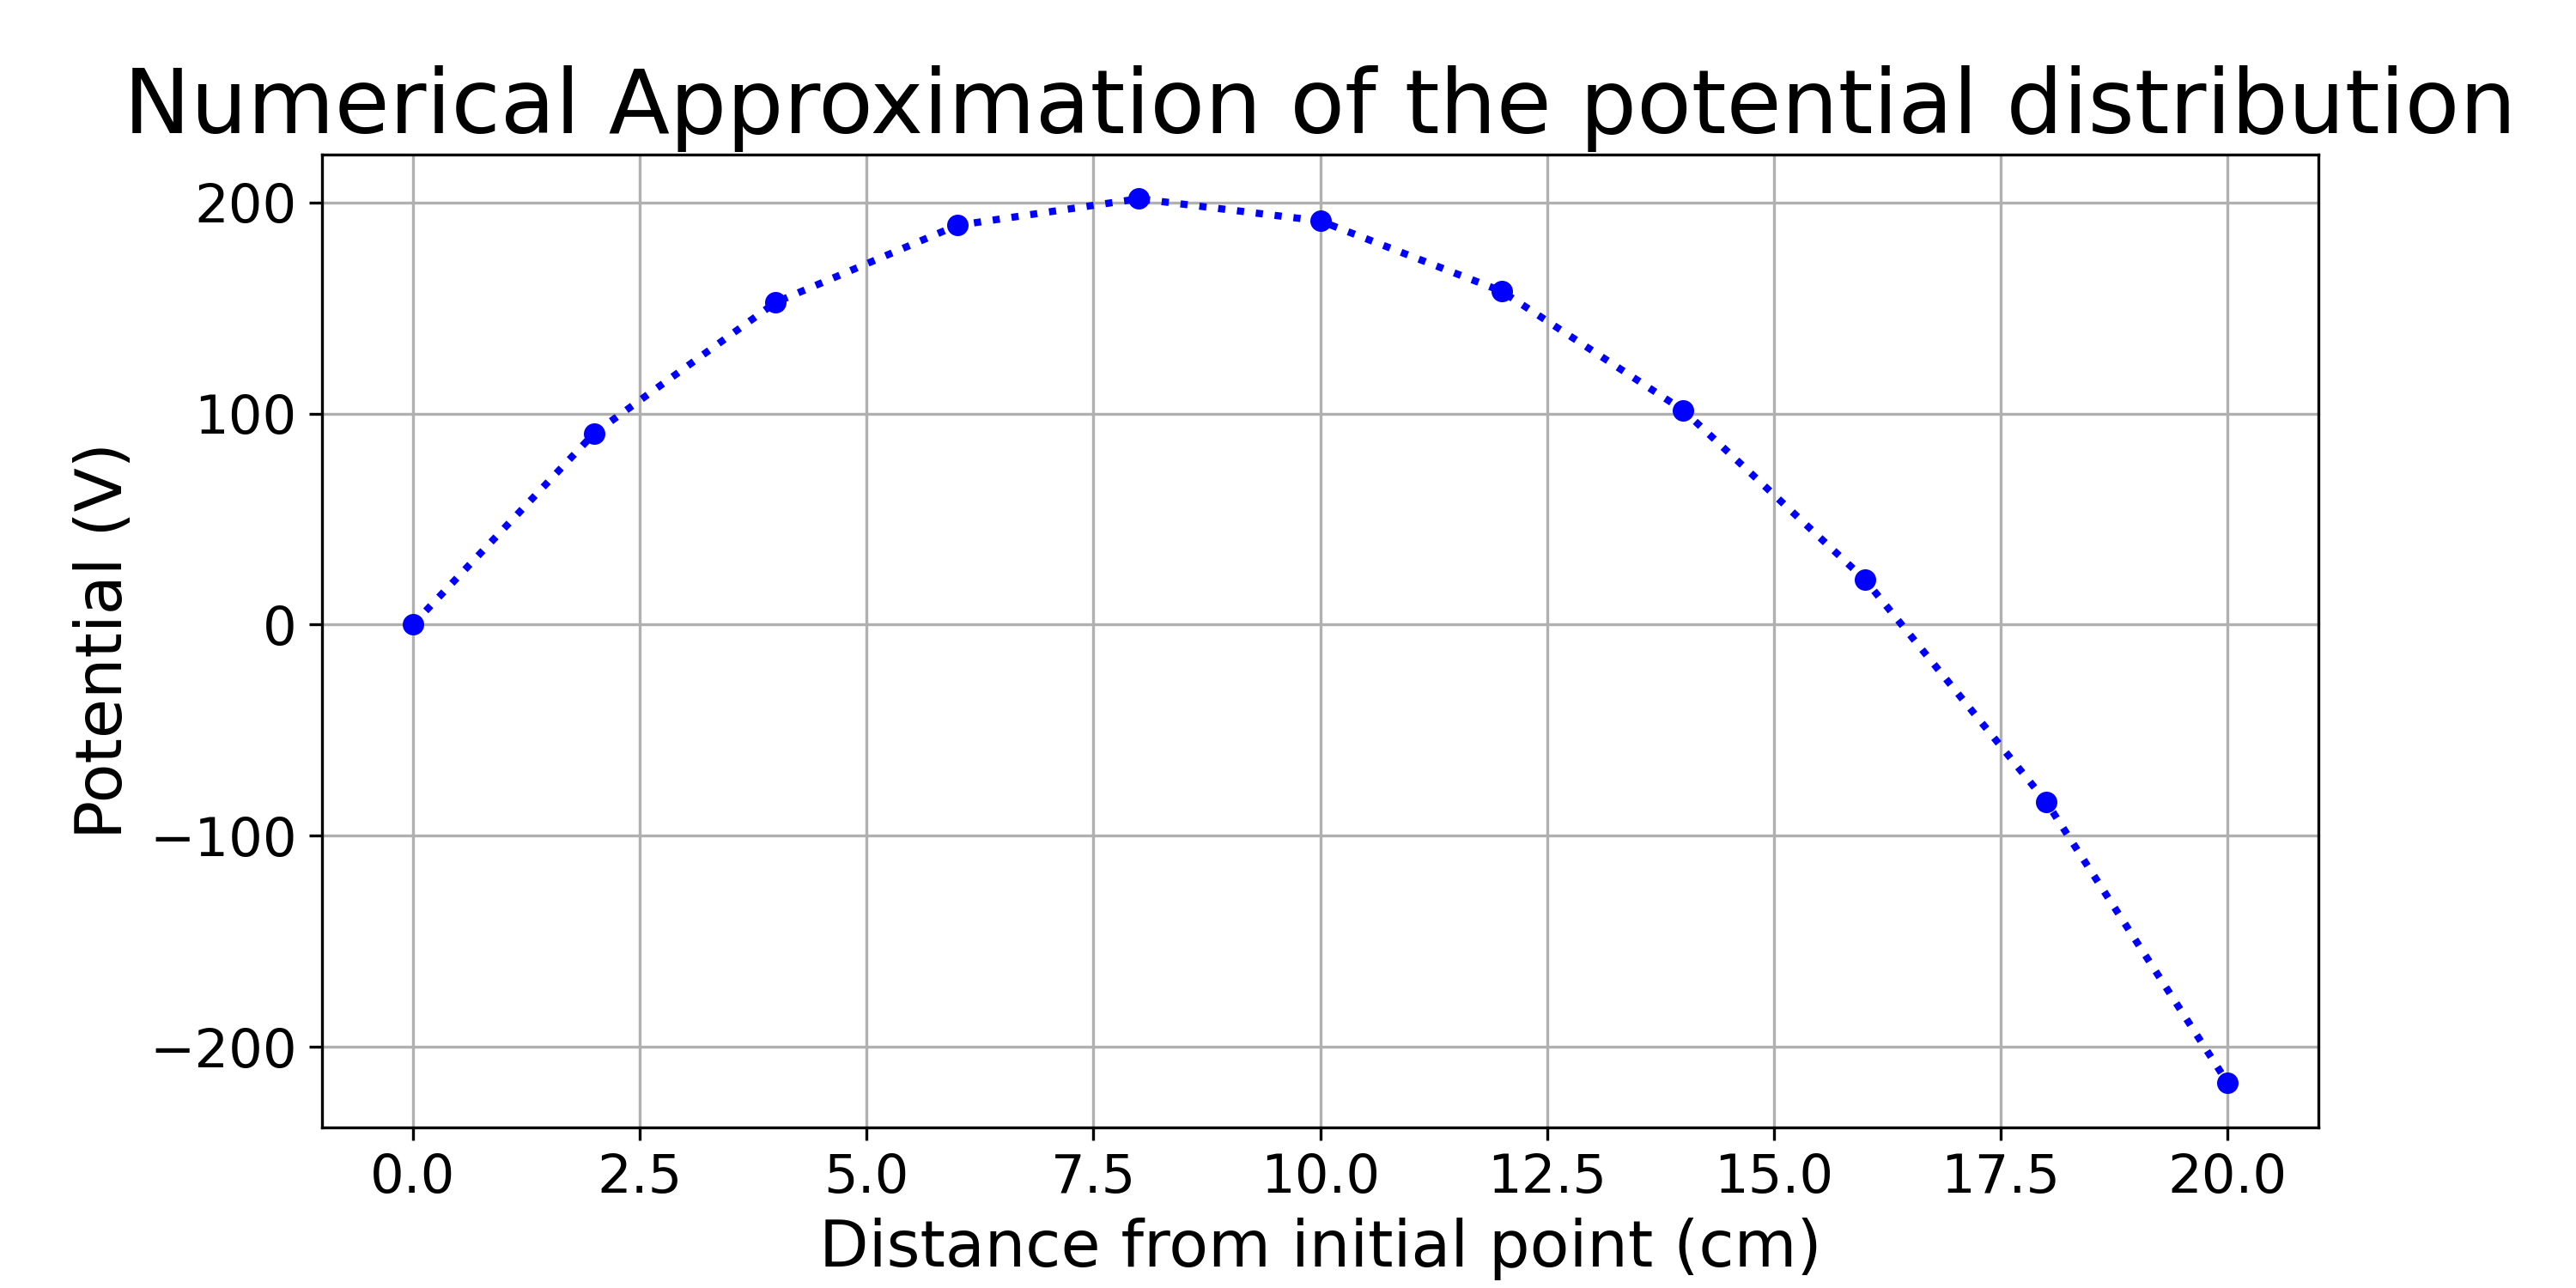 Numerical Approximation of the potential distribution
200
100
0
−100
−200
Potential (V)
0.0 2.5 5.0 7.5 10.0 12.5 15.0 17.5 20.0
Distance from initial point (cm)